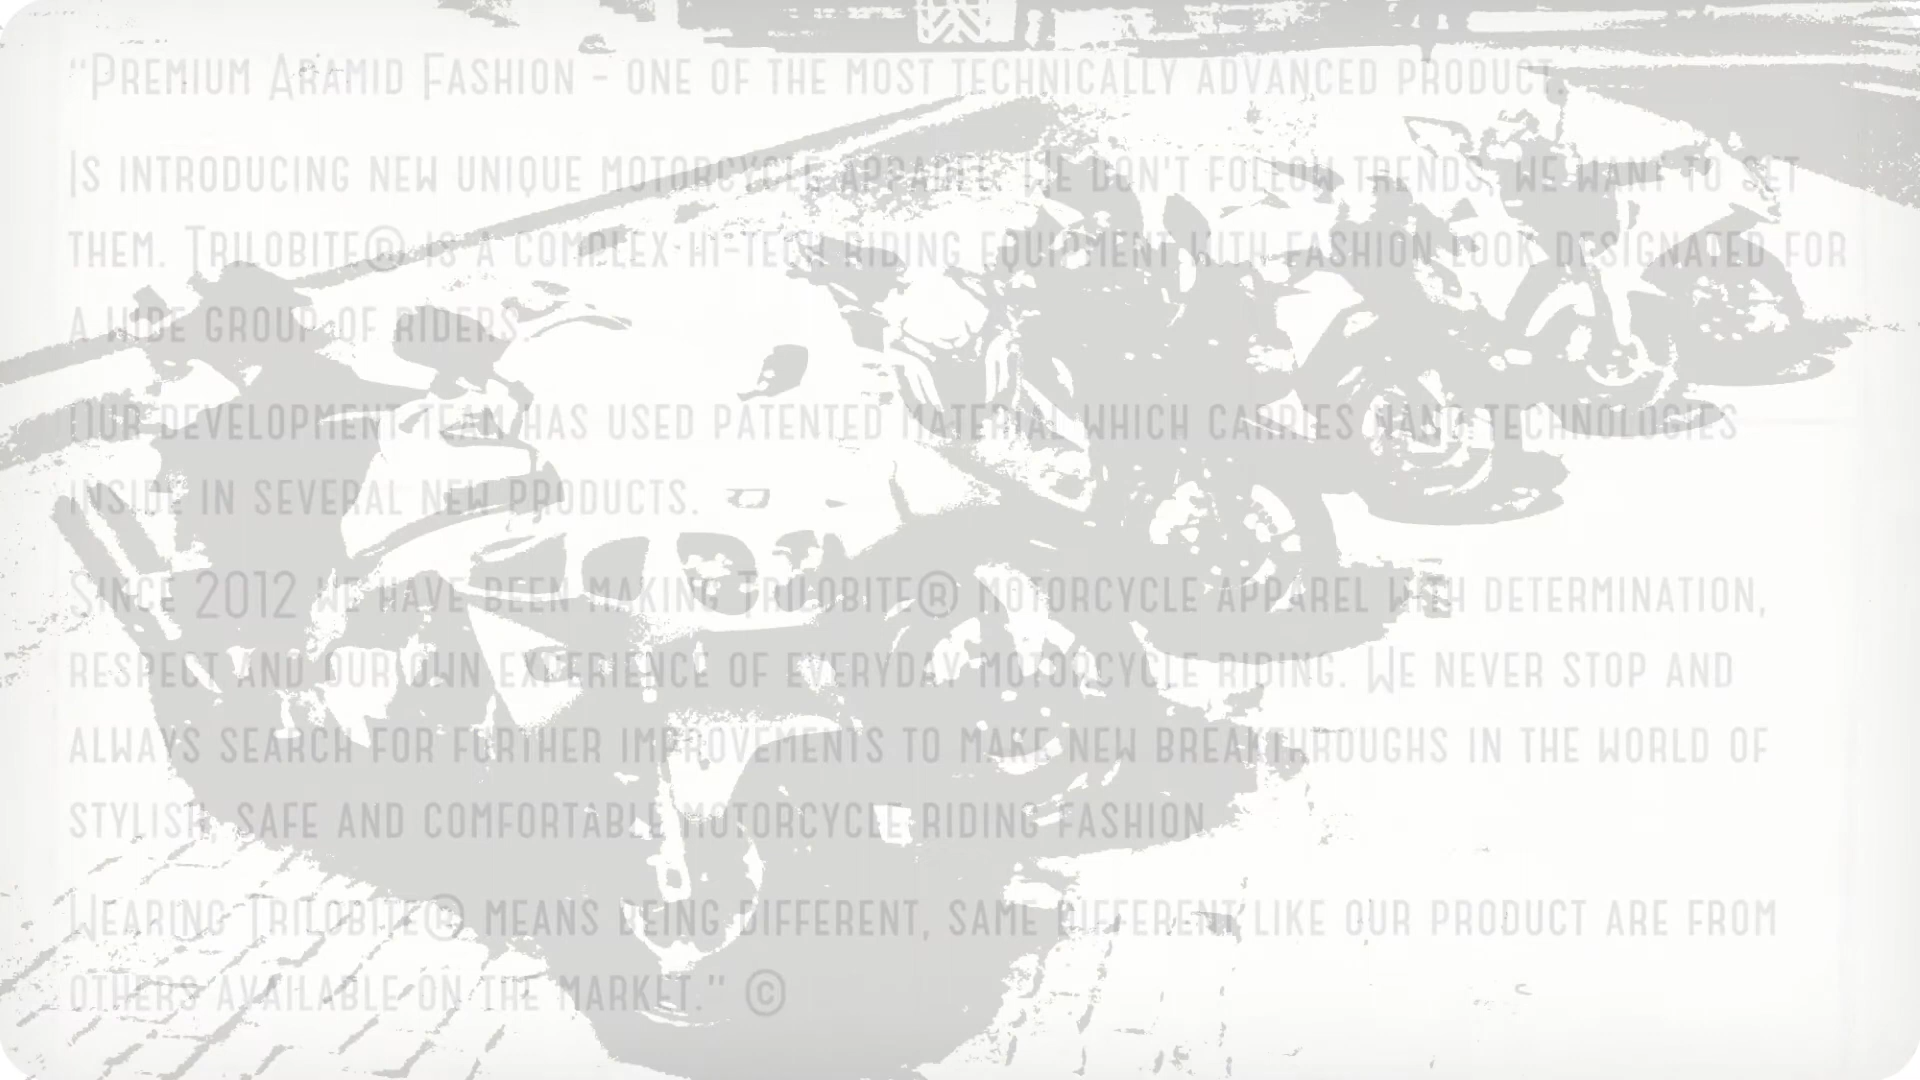 "Premium Aramid Fashion - one of the most technically advanced product.
Is introducing new unique motorcycle apparel. We don't follow trends, we want to set
them. Trilobite® is a complex hi-tech riding equipment with fashion look designated for
a wide group of riders.
Our development team has used patented material which carries nano technologies
inside in several new products.
Since 2012 we have been making Trilobite® motorcycle apparel with determination,
respect and our own experience of everyday motorcycle riding. We never stop and
always search for further improvements to make new breakthroughs in the world of
stylish, safe and comfortable motorcycle riding fashion.
Wearing Trilobite® means being different, same different like our product are from
others available on the market." ©